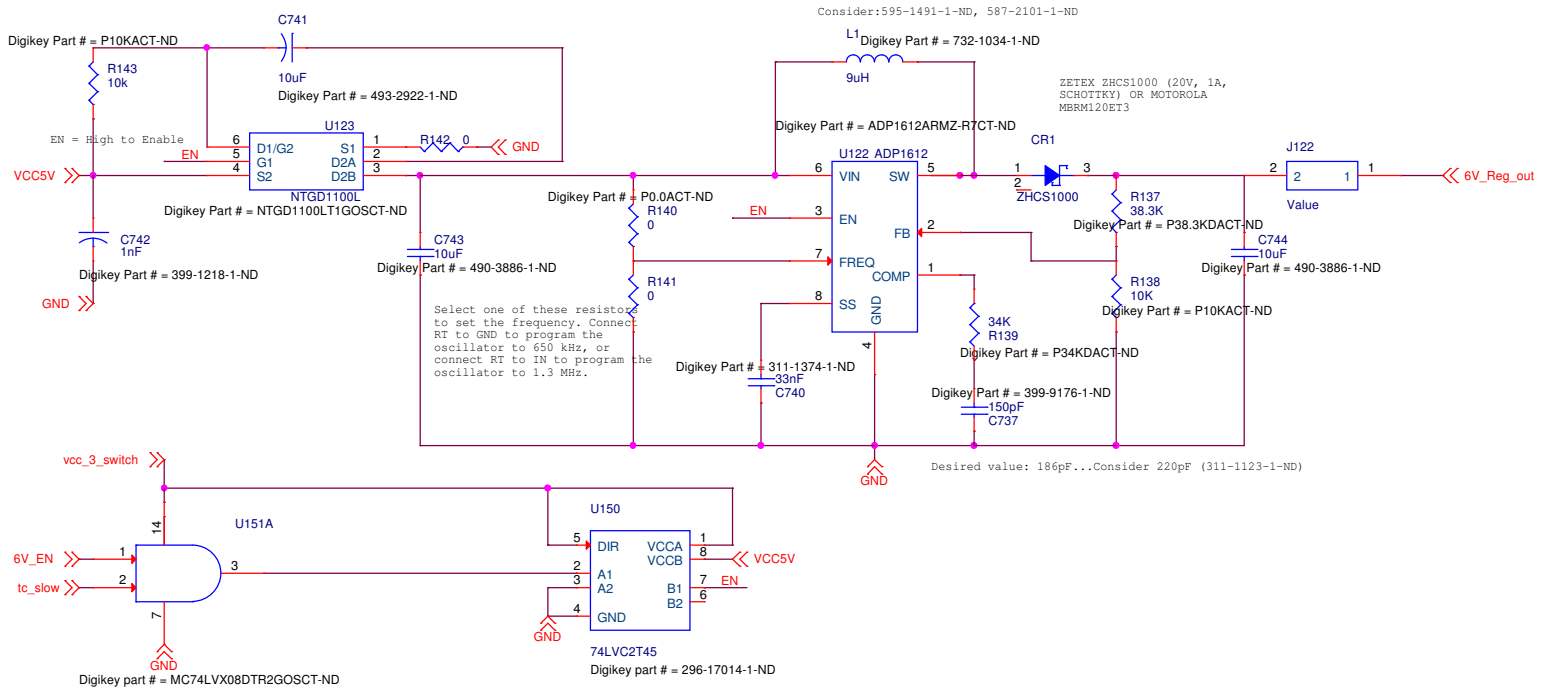 Consider:595-1491-1-ND, 587-2101-1-ND
C741
Digikey Part # = P10KACT-ND
R143
10k
10uF
Digikey Part # = 493-2922-1-ND
L1
Digikey Part # = 732-1034-1-ND
9uH
ZETEX ZHCS1000 (20V, 1A,
SCHOTTKY) OR MOTOROLA
MBRM120ET3
EN = High to Enable
U123
6 D1/G2 S1 1
5 G1 D2A 2
4 S2 D2B 3
EN
VCC5V
R142 0
GND
NTGD1100L
Digikey Part # = NTGD1100LT1GOSCT-ND
C742
1nF
Digikey Part # = 399-1218-1-ND
GND
C743
10uF
Digikey Part # = 490-3886-1-ND
Digikey Part # = P0.0ACT-ND
R140
0
R141
0
Select one of these resistors
to set the frequency. Connect
RT to GND to program the
oscillator to 650 kHz, or
connect RT to IN to program the
oscillator to 1.3 MHz.
Digikey Part # = ADP1612ARMZ-R7CT-ND
U122 ADP1612
6 VIN SW 5
EN
3 EN
FB 2
7 FREQ
COMP 1
8 SS
GND
4
CR1
1
2
3
ZHCS1000
J122
2 2 1 1
Value
6V_Reg_out
R137
38.3K
Digikey Part # = P38.3KDACT-ND
C744
10uF
Digikey Part # = 490-3886-1-ND
R138
10K
Digikey Part # = P10KACT-ND
34K
R139
Digikey Part # = P34KDACT-ND
Digikey Part # = 311-1374-1-ND
33nF
C740
Digikey Part # = 399-9176-1-ND
150pF
C737
Desired value: 186pF...Consider 220pF (311-1123-1-ND)
GND
vcc_3_switch
U151A
14
6V_EN
1
tc_slow
2
3
7
GND
Digikey part # = MC74LVX08DTR2GOSCT-ND
U150
5 DIR VCCA 1
VCCB 8
VCC5V
2 A1
3 A2
B1 7
EN
B2 6
4 GND
GND
74LVC2T45
Digikey part # = 296-17014-1-ND